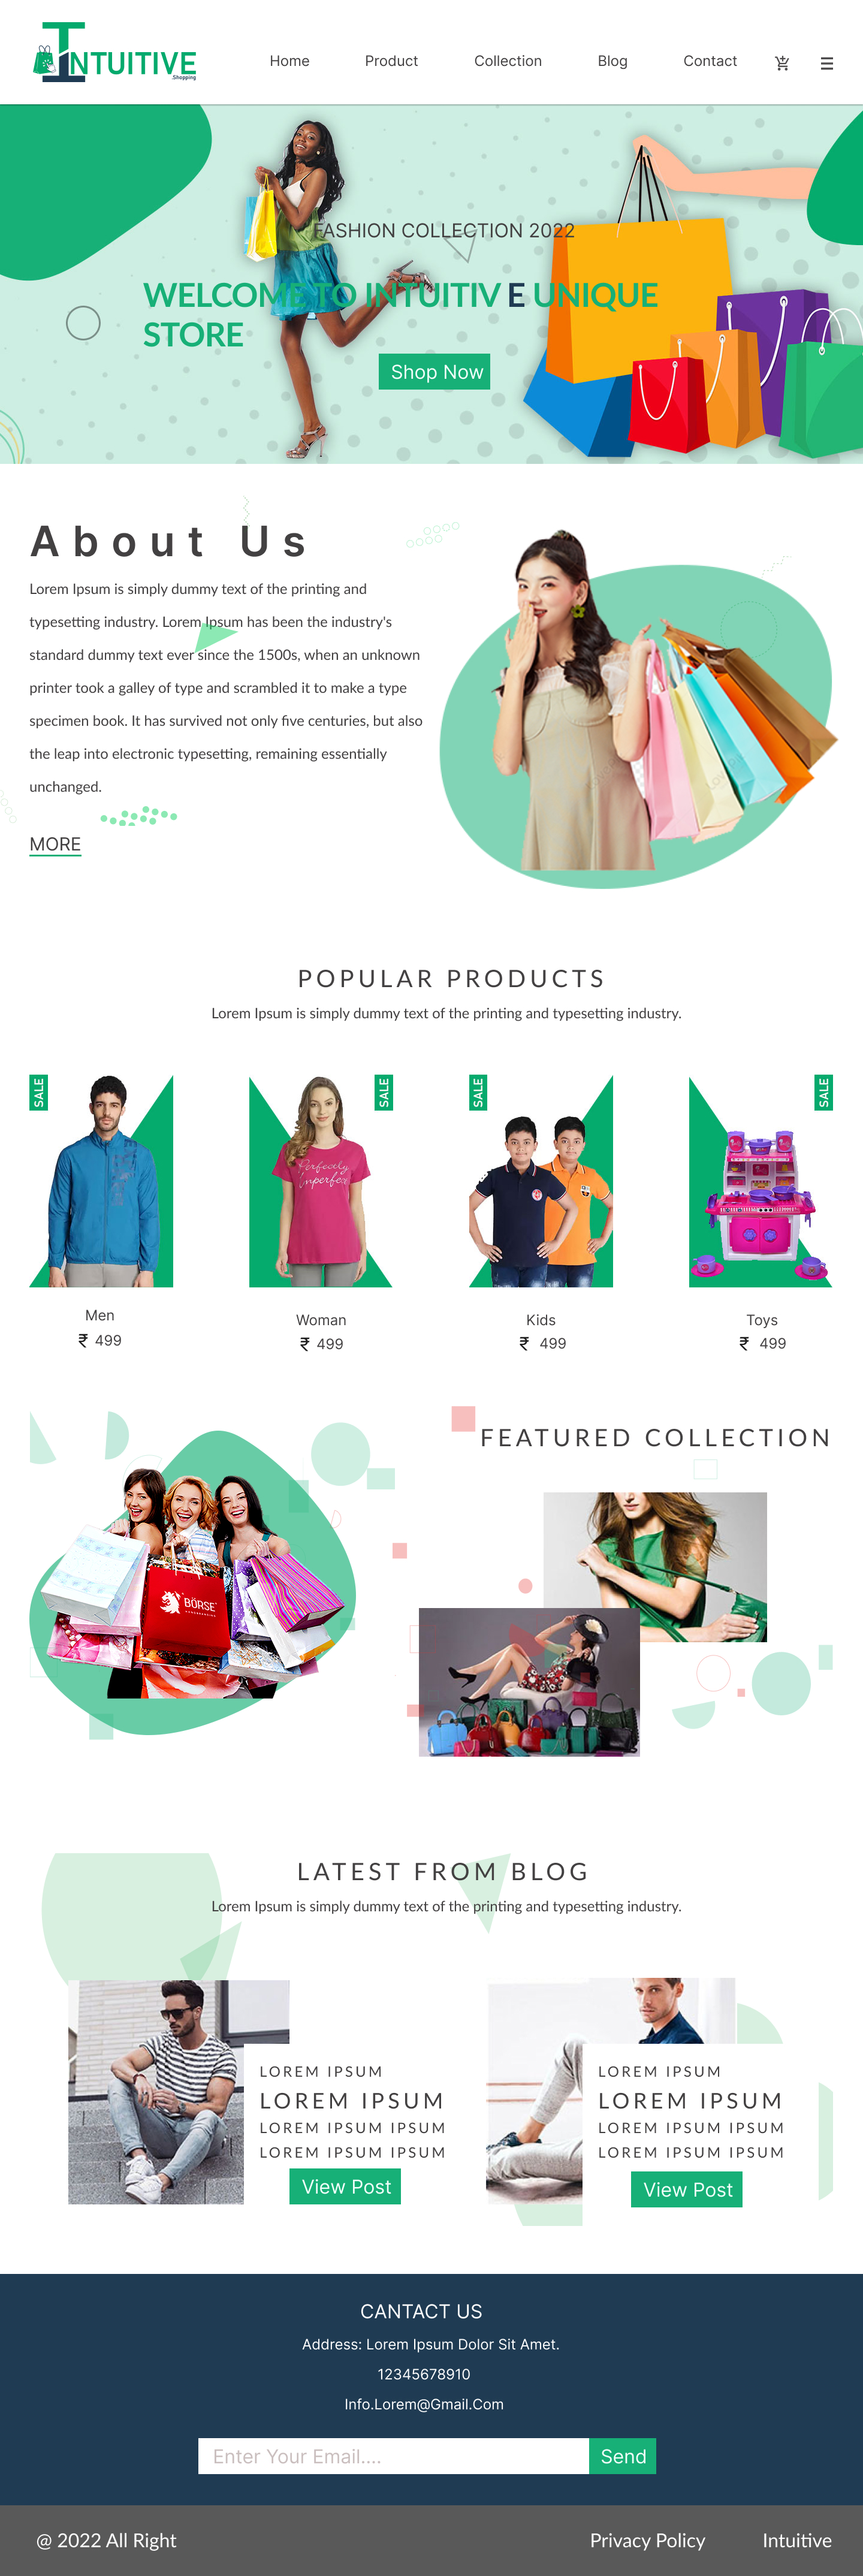 INTUITIVE
Shopping
Home Product Collection Blog Contact
FASHION COLLECTION 2022
WELCOME TO INTUITIV E UNIQUE
STORE
Shop Now
About Us
Lorem Ipsum is simply dummy text of the printing and
typesetting industry. Lorem Ipsum has been the industry's
standard dummy text ever since the 1500s, when an unknown
printer took a galley of type and scrambled it to make a type
specimen book. It has survived not only five centuries, but also
the leap into electronic typesetting, remaining essentially
unchanged.
MORE
POPULAR PRODUCTS
Lorem Ipsum is simply dummy text of the printing and typesetting industry.
SALE
SALE
SALE
SALE
Perfectly
Imperfect
Men
₹ 499
Woman
₹ 499
Kids
₹ 499
Toys
₹ 499
FEATURED COLLECTION
BÖRSE
LATEST FROM BLOG
Lorem Ipsum is simply dummy text of the printing and typesetting industry.
LOREM IPSUM
LOREM IPSUM
LOREM IPSUM IPSUM
LOREM IPSUM IPSUM
View Post
LOREM IPSUM
LOREM IPSUM
LOREM IPSUM IPSUM
LOREM IPSUM IPSUM
View Post
CANTACT US
Address: Lorem Ipsum Dolor Sit Amet.
12345678910
Info.Lorem@Gmail.Com
Enter Your Email....
Send
@ 2022 All Right
Privacy Policy
Intuitive